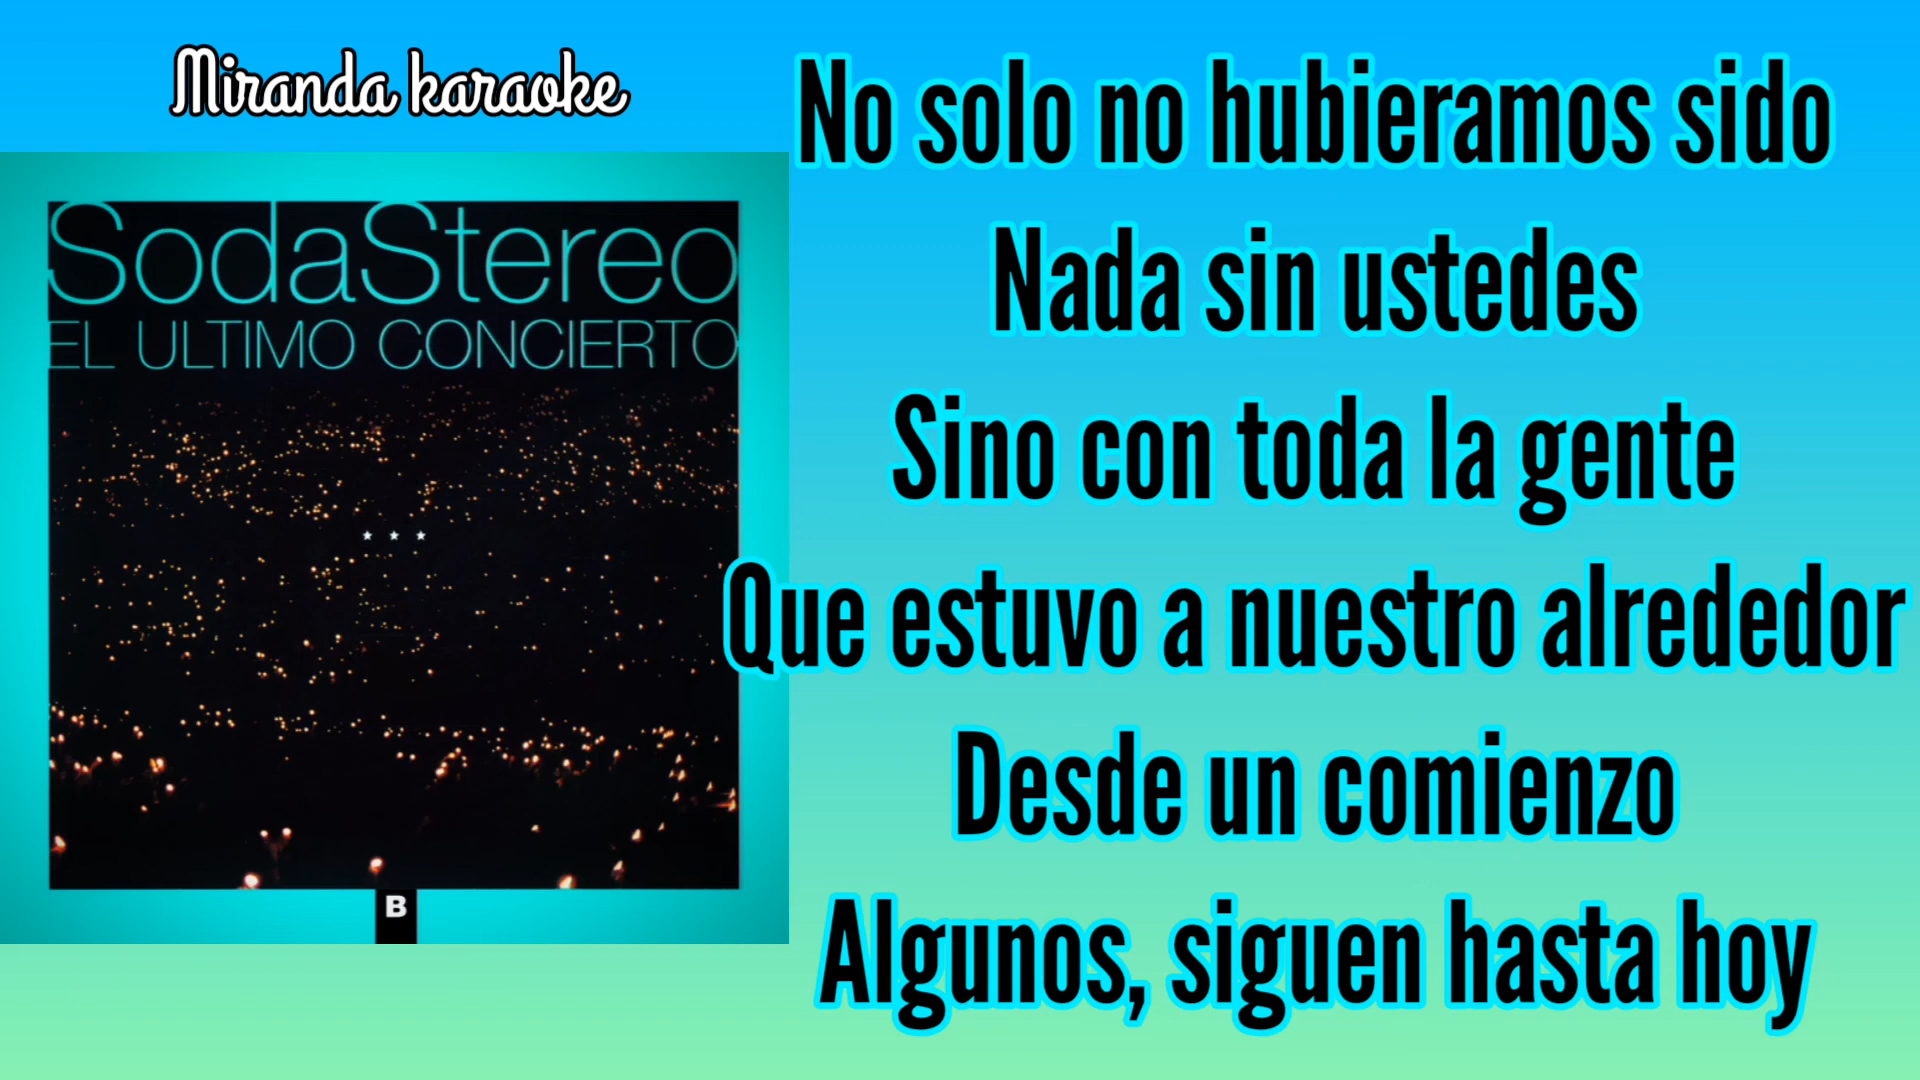 Miranda karaoke
SodaStereo
EL ULTIMO CONCIERTO
B
No solo no hubieramos sido
Nada sin ustedes
Sino con toda la gente
Que estuvo a nuestro alrededor
Desde un comienzo
Algunos, siguen hasta hoy